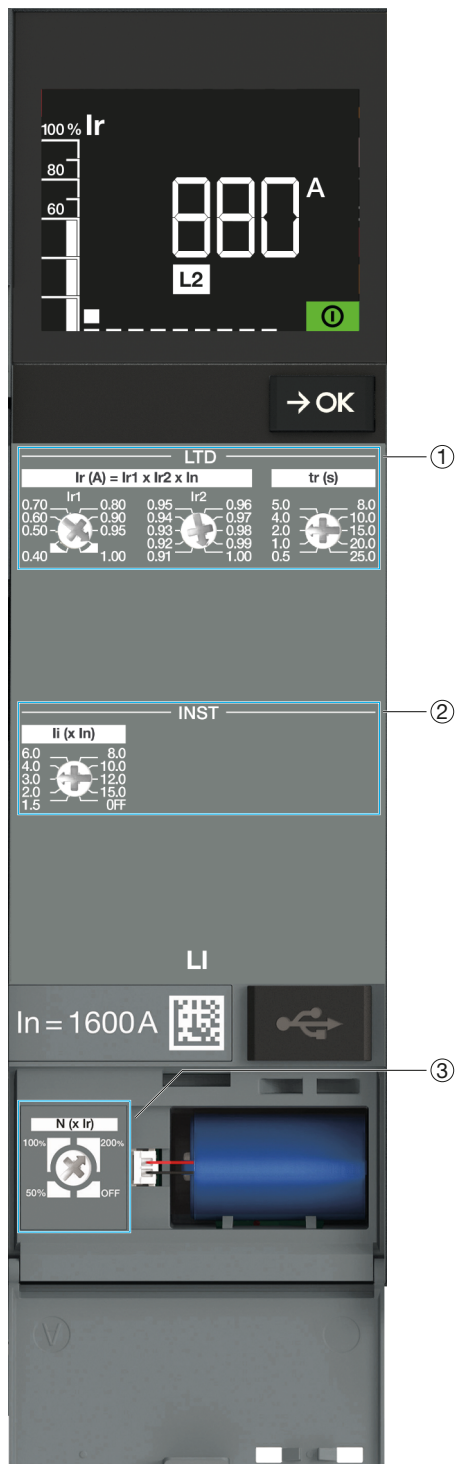 100 % Ir
80
60
880 A
L2
→ OK
LTD
Ir (A) = Ir1 x Ir2 x In tr (s)
Ir1 Ir2
0.70 0.80 0.95 0.96 5.0 8.0
0.60 0.90 0.94 0.97 4.0 10.0
0.50 0.95 0.93 0.98 2.0 15.0
0.92 0.99 1.0 20.0
0.40 1.00 0.91 1.00 0.5 25.0
1
INST
Ii (x In)
6.0 8.0
4.0 10.0
3.0 12.0
2.0 15.0
1.5 0FF
2
LI
In = 1600 A
3
N (x Ir)
100% 200%
50% OFF
V